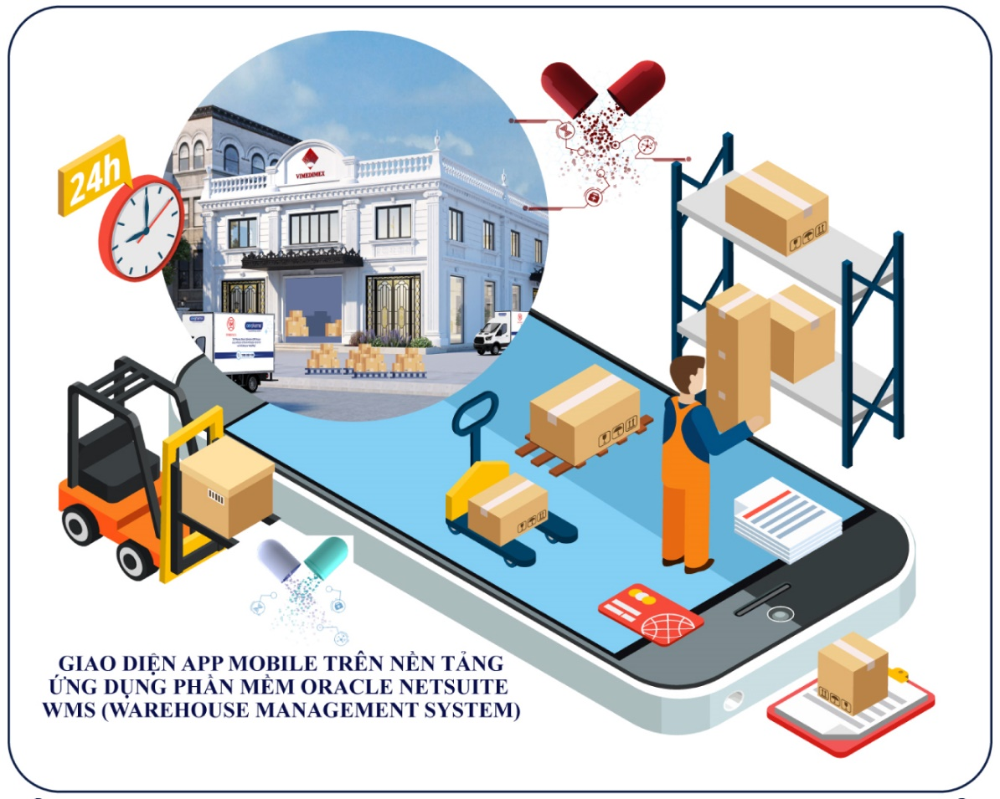 24h
VIMEDIMEX
GIAO DIỆN APP MOBILE TRÊN NỀN TẢNG
ỨNG DỤNG PHẦN MỀM ORACLE NETSUITE
WMS (WAREHOUSE MANAGEMENT SYSTEM)